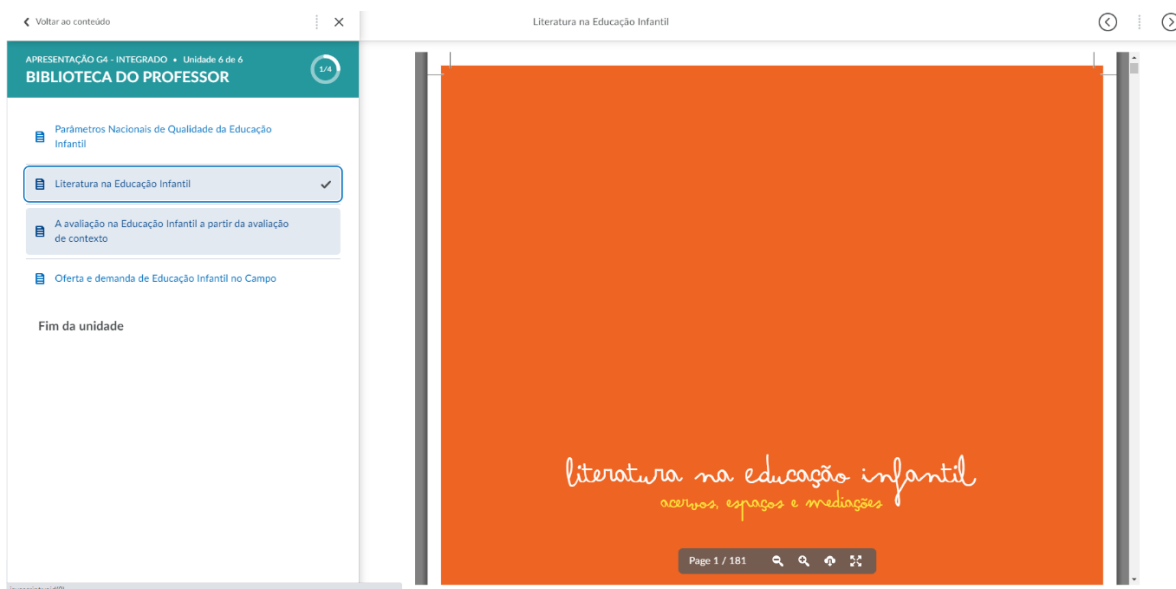 Voltar ao conteúdo
Literatura na Educação Infantil
APRESENTAÇÃO G4 - INTEGRADO • Unidade 6 de 6
BIBLIOTECA DO PROFESSOR
1/4
Parâmetros Nacionais de Qualidade da Educação
Infantil
Literatura na Educação Infantil
A avaliação na Educação Infantil a partir da avaliação
de contexto
Oferta e demanda de Educação Infantil no Campo
Fim da unidade
literatura na educação infantil
acervos, espaços e mediações
Page 1 / 181